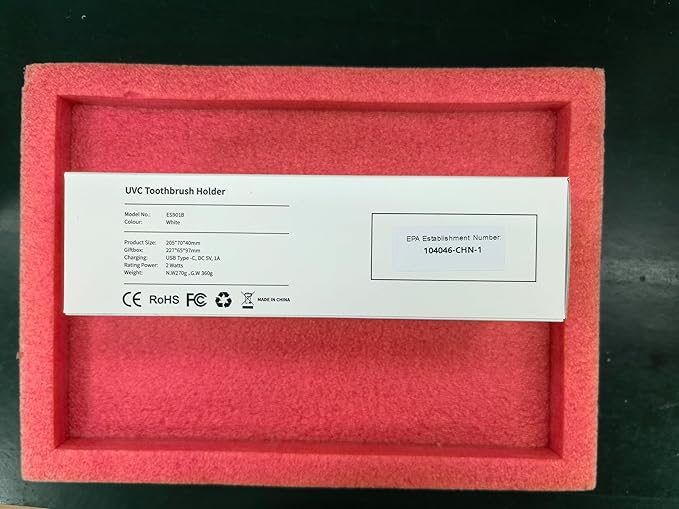 UVC Toothbrush Holder
Model No.: ES901B
Colour: White
Product Size: 205*70*40mm
Giftbox: 227*65*97mm
Charging: USB Type -C, DC 5V, 1A
Rating Power: 2 Watts
Weight: N.W270g , G.W 360g
CE RoHS FC MADE IN CHINA
EPA Establishment Number:
104046-CHN-1